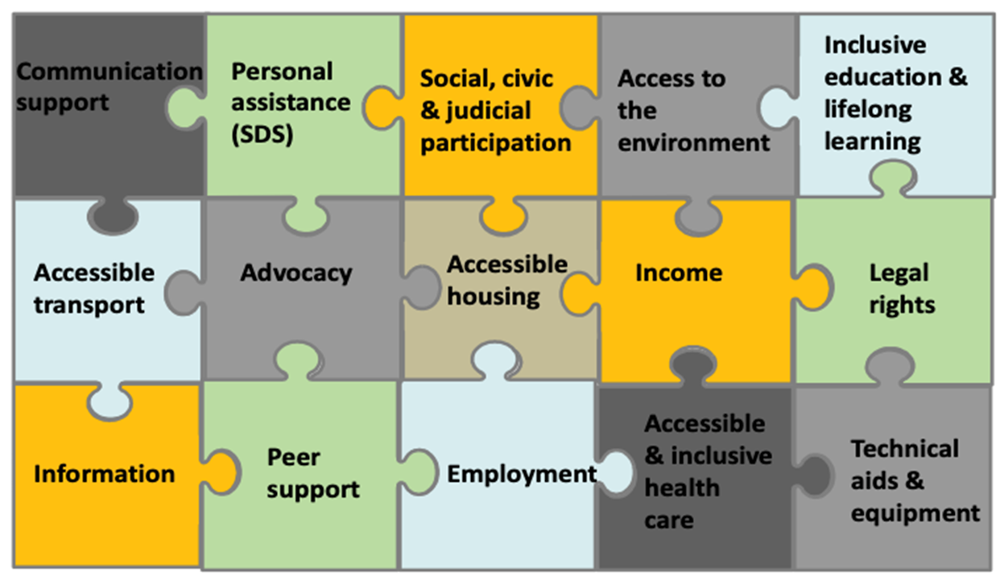 Communication
support
Personal
assistance
(SDS)
Social, civic
& judicial
participation
Access to
the
environment
Inclusive
education &
lifelong
learning
Accessible
transport
Advocacy
Accessible
housing
Income
Legal
rights
Information
Peer
support
Employment
Accessible
& inclusive
health
care
Technical
aids &
equipment